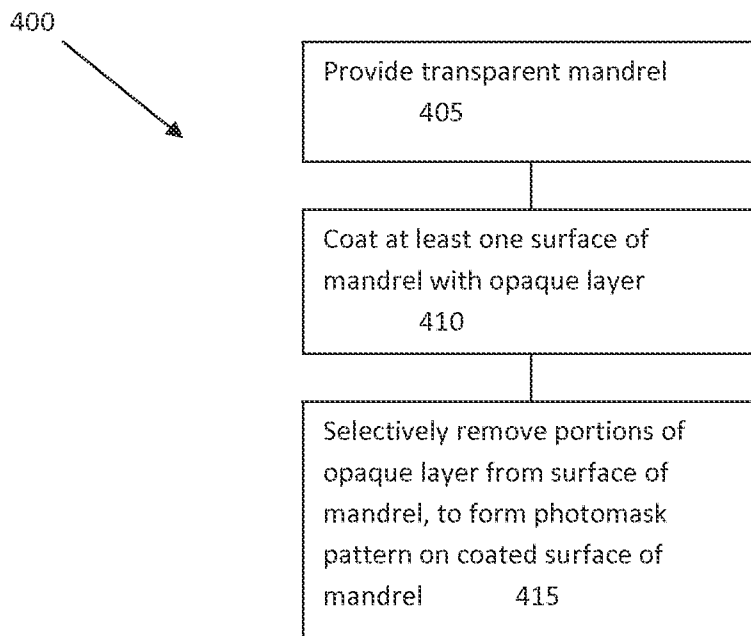 400
Provide transparent mandrel
405
Coat at least one surface of
mandrel with opaque layer
410
Selectively remove portions of
opaque layer from surface of
mandrel, to form photomask
pattern on coated surface of
mandrel 415